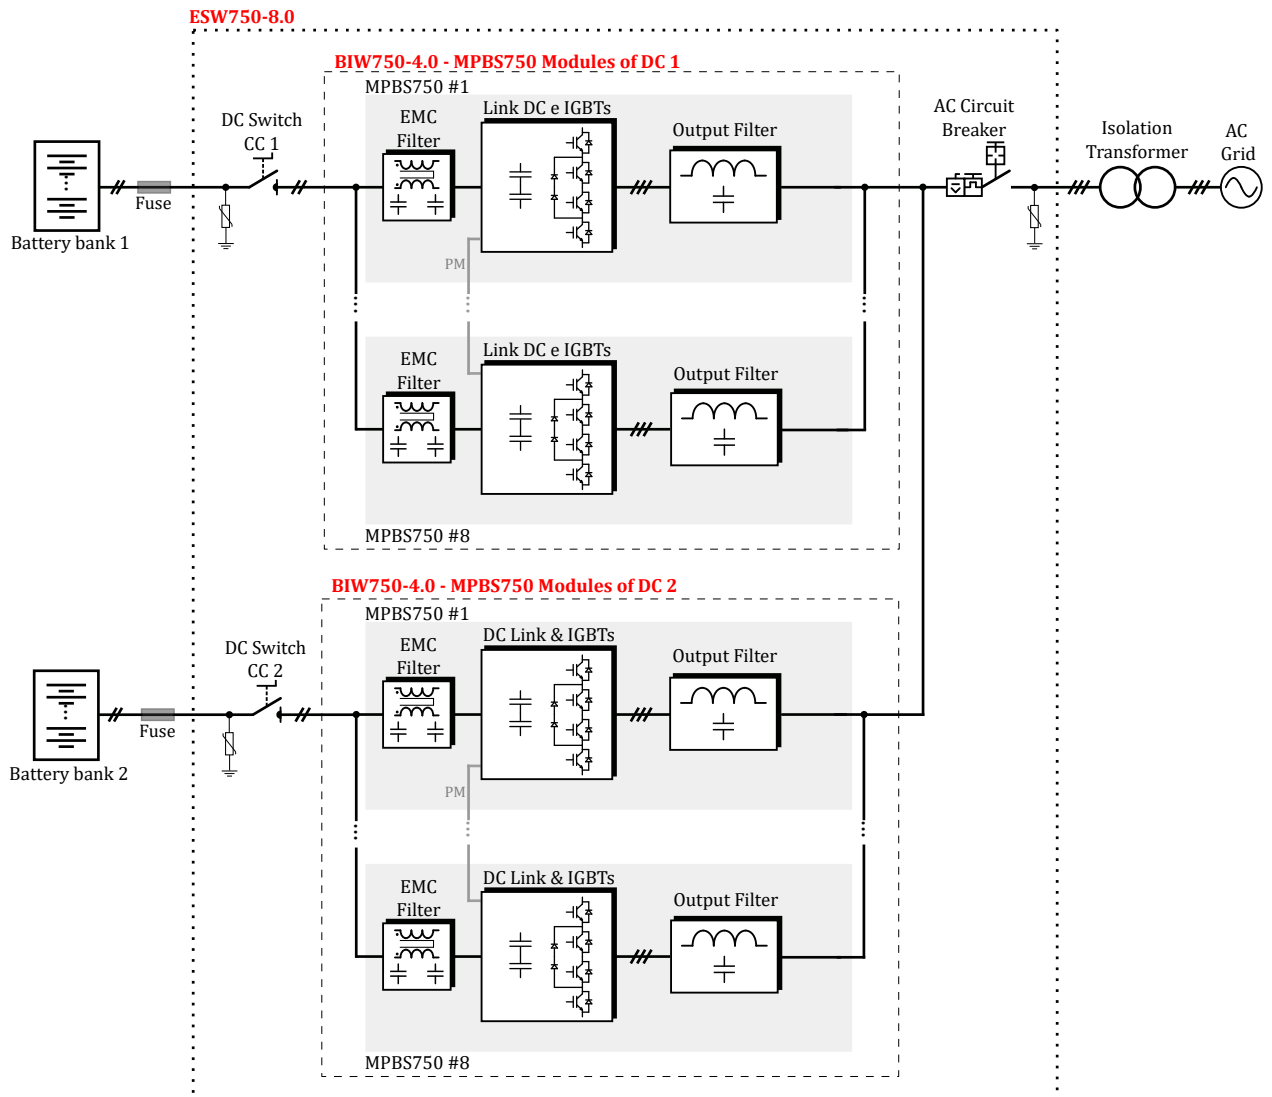 ESW750-8.0
BIW750-4.0 - MPBS750 Modules of DC 1
MPBS750 #1
EMC
Filter
Link DC e IGBTs
Output Filter
DC Switch
CC 1
AC Circuit
Breaker
Isolation
Transformer
AC
Grid
Fuse
Battery bank 1
PM
EMC
Filter
Link DC e IGBTs
Output Filter
MPBS750 #8
BIW750-4.0 - MPBS750 Modules of DC 2
MPBS750 #1
EMC
Filter
DC Link & IGBTs
Output Filter
DC Switch
CC 2
Fuse
Battery bank 2
PM
EMC
Filter
DC Link & IGBTs
Output Filter
MPBS750 #8